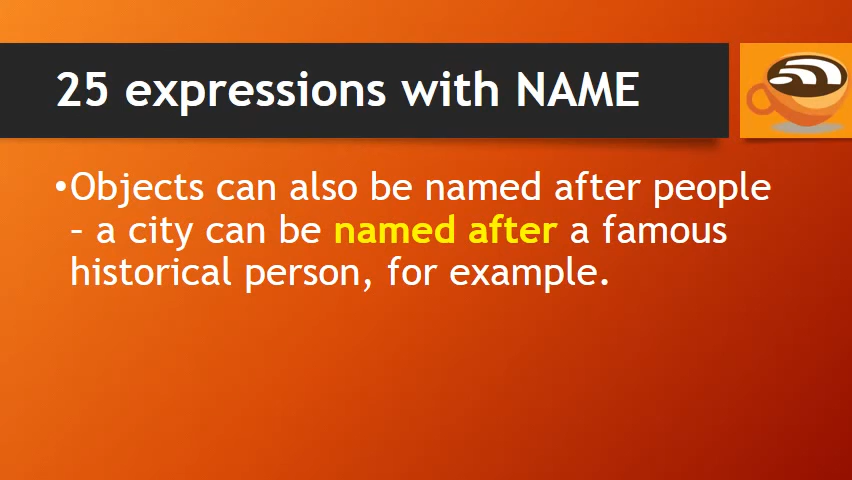 25 expressions with NAME
•Objects can also be named after people
– a city can be named after a famous
historical person, for example.